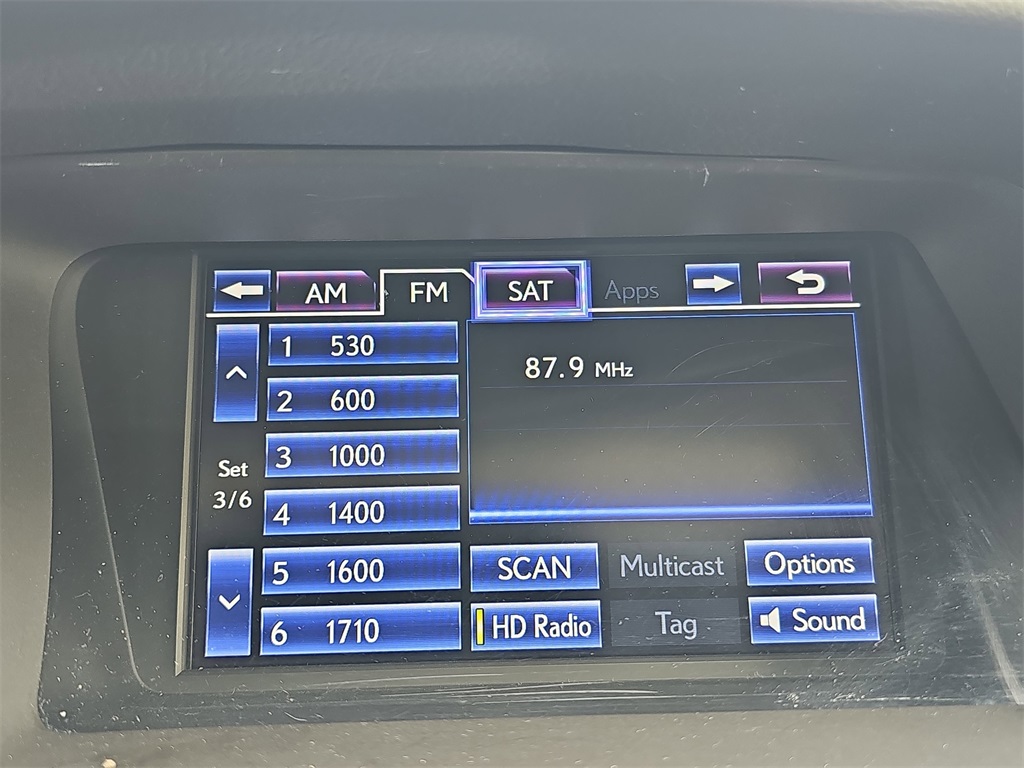 AM FM SAT Apps
1 530
87.9 MHz
2 600
3 1000
Set
3/6
4 1400
5 1600
SCAN Multicast Options
6 1710
HD Radio Tag Sound